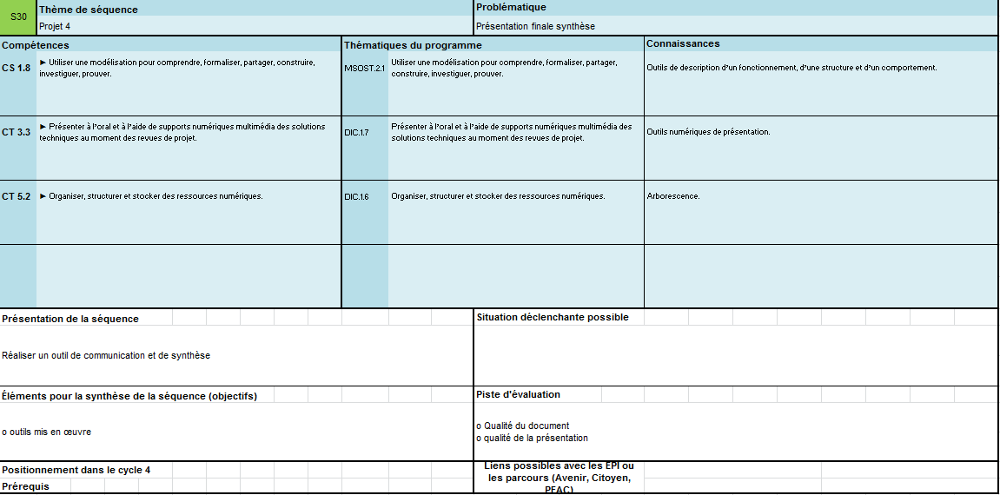 S30
Thème de séquence
Problématique
Projet 4
Présentation finale synthèse
Compétences
Thématiques du programme
Connaissances
CS 1.8
► Utiliser une modélisation pour comprendre, formaliser, partager, construire,
investiguer, prouver.
MSOST.2.1
Utiliser une modélisation pour comprendre, formaliser, partager,
construire, investiguer, prouver.
Outils de description d'un fonctionnement, d'une structure et d'un comportement.
CT 3.3
► Présenter à l'oral et à l'aide de supports numériques multimédia des solutions
techniques au moment des revues de projet.
DIC.1.7
Présenter à l'oral et à l'aide de supports numériques multimédia des
solutions techniques au moment des revues de projet.
Outils numériques de présentation.
CT 5.2
► Organiser, structurer et stocker des ressources numériques.
DIC.1.6
Organiser, structurer et stocker des ressources numériques.
Arborescence.
Présentation de la séquence
Situation déclenchante possible
Réaliser un outil de communication et de synthèse
Éléments pour la synthèse de la séquence (objectifs)
Piste d'évaluation
o outils mis en œuvre
o Qualité du document
o qualité de la présentation
Positionnement dans le cycle 4
Liens possibles avec les EPI ou
les parcours (Avenir, Citoyen,
PEAC)
Prérequis